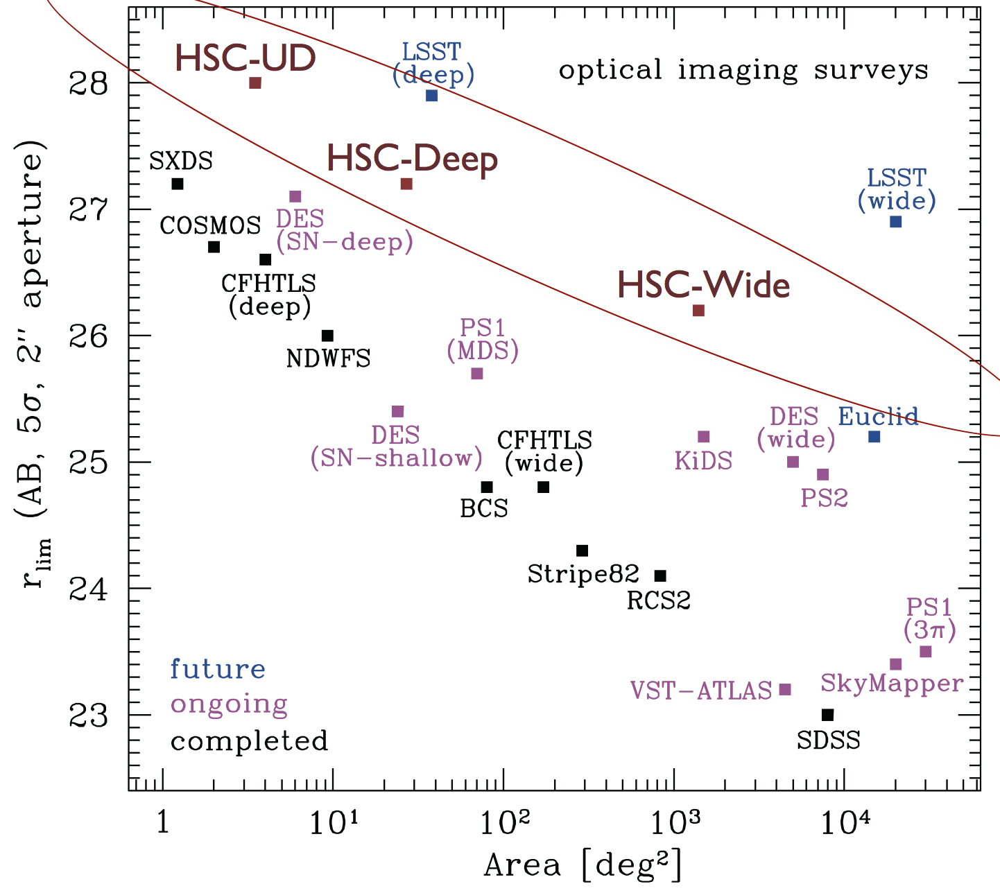 HSC-UD
LSST
(deep)
optical imaging surveys
28
SXDS
HSC-Deep
LSST
(wide)
27
COSMOS
DES
(SN-deep)
CFHTLS
(deep)
HSC-Wide
26
NDWFS
PS1
(MDS)
DES
(SN-shallow)
CFHTLS
(wide)
KiDS
DES
(wide)
Euclid
25
BCS
PS2
Stripe82
RCS2
24
PS1
(3π)
future
ongoing
completed
VST-ATLAS
SkyMapper
23
SDSS
1
10¹
10²
10³
10⁴
Area [deg²]
r_lim (AB, 5σ, 2″ aperture)